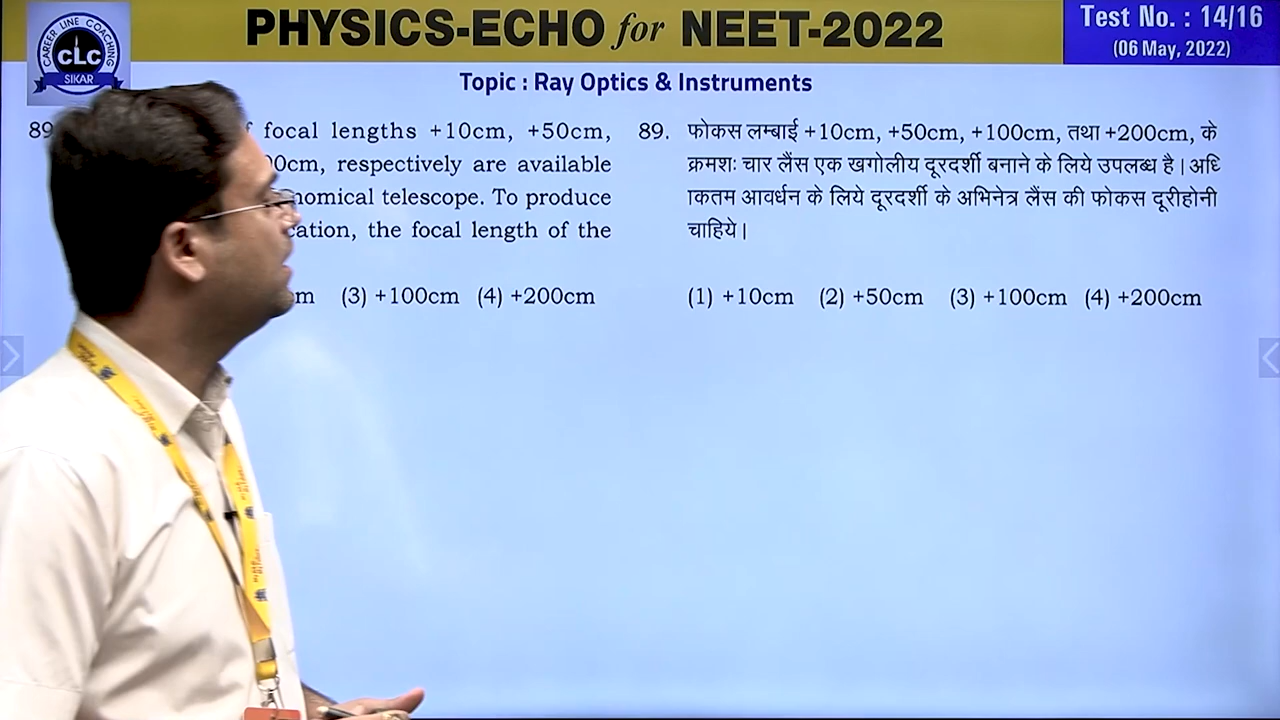 CAREER LINE COACHING
CLC
SIKAR
PHYSICS-ECHO for NEET-2022
Test No. : 14/16
(06 May, 2022)
Topic : Ray Optics & Instruments
89
f focal lengths +10cm, +50cm,
00cm, respectively are available
nomical telescope. To produce
cation, the focal length of the
m (3) +100cm (4) +200cm
89. फोकस लम्बाई +10cm, +50cm, +100cm, तथा +200cm, के
क्रमशः चार लैंस एक खगोलीय दूरदर्शी बनाने के लिये उपलब्ध है। अधि
ाकतम आवर्धन के लिये दूरदर्शी के अभिनेत्र लैंस की फोकस दूरीहोनी
चाहिये।
(1) +10cm (2) +50cm (3) +100cm (4) +200cm